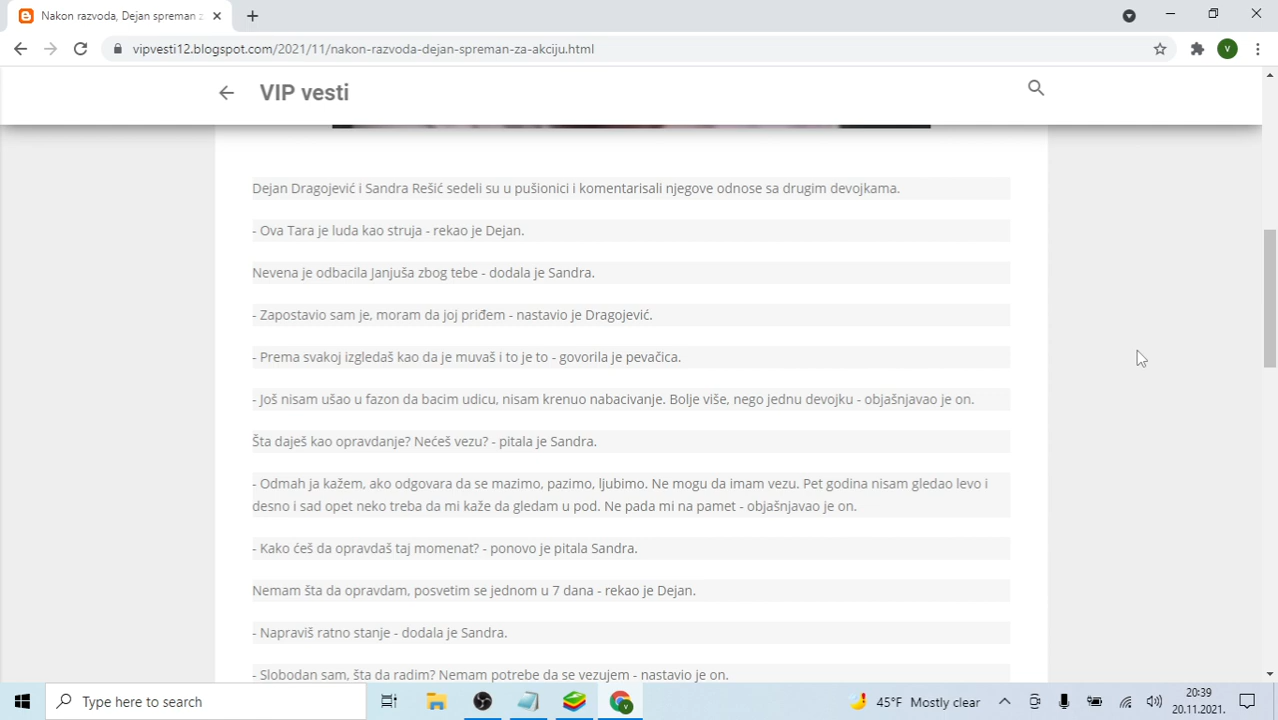 Nakon razvoda, Dejan spreman z
vipvesti12.blogspot.com/2021/11/nakon-razvoda-dejan-spreman-za-akciju.html
V
VIP vesti
Dejan Dragojević i Sandra Rešić sedeli su u pušionici i komentarisali njegove odnose sa drugim devojkama.
- Ova Tara je luda kao struja - rekao je Dejan.
Nevena je odbacila Janjuša zbog tebe - dodala je Sandra.
- Zapostavio sam je, moram da joj priđem - nastavio je Dragojević.
- Prema svakoj izgledaš kao da je muvaš i to je to - govorila je pevačica.
- Još nisam ušao u fazon da bacim udicu, nisam krenuo nabacivanje. Bolje više, nego jednu devojku - objašnjavao je on.
Šta daješ kao opravdanje? Nećeš vezu? - pitala je Sandra.
- Odmah ja kažem, ako odgovara da se mazimo, pazimo, ljubimo. Ne mogu da imam vezu. Pet godina nisam gledao levo i
desno i sad opet neko treba da mi kaže da gledam u pod. Ne pada mi na pamet - objašnjavao je on.
- Kako ćeš da opravdaš taj momenat? - ponovo je pitala Sandra.
Nemam šta da opravdam, posvetim se jednom u 7 dana - rekao je Dejan.
- Napraviš ratno stanje - dodala je Sandra.
- Slobodan sam, šta da radim? Nemam potrebe da se vezujem - nastavio je on.
Type here to search
45°F Mostly clear
20:39
20.11.2021.